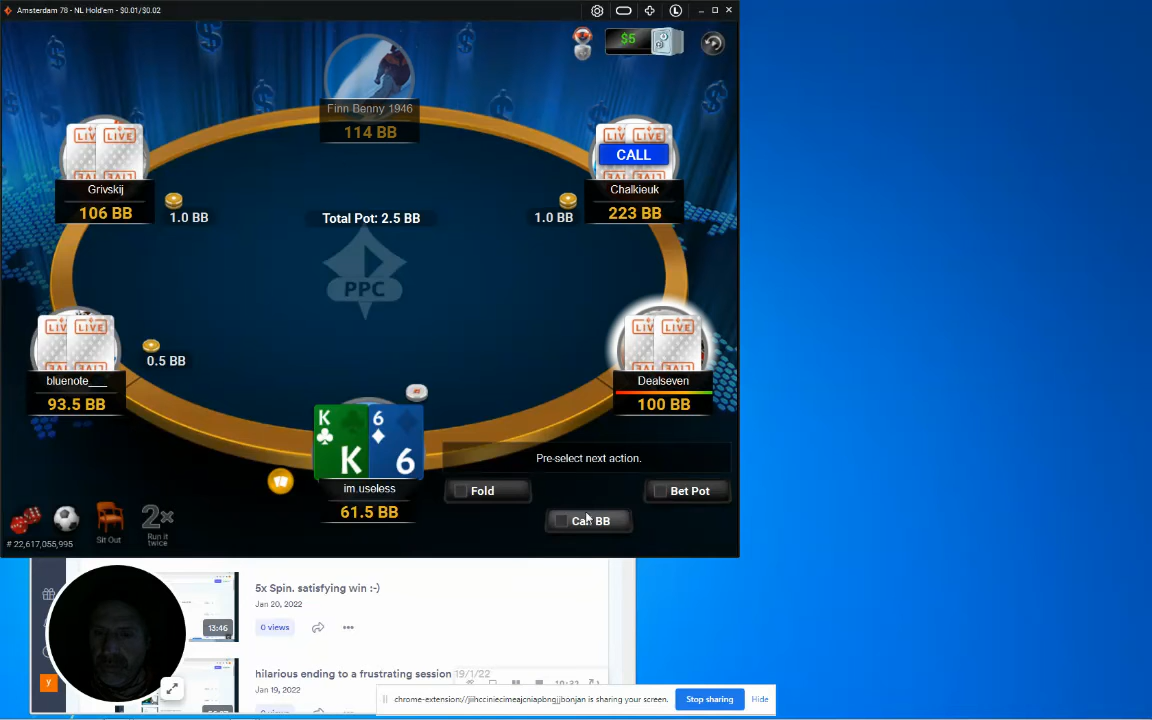 Amsterdam 78 - NL Hold'em - $0.01/$0.02
$5
Finn Benny 1946
114 BB
LIVE
CALL
Grivskij
106 BB
1.0 BB
Chalkieuk
223 BB
1.0 BB
Total Pot: 2.5 BB
PPC
LIVE
LIVE
bluenote___
93.5 BB
0.5 BB
Dealseven
100 BB
K 6
K 6
im.useless
61.5 BB
Pre-select next action.
Fold
Bet Pot
BB
Sit Out
2x
Run it
twice
# 22,617,055,995
5x Spin. satisfying win :-)
Jan 20, 2022
13:46
0 views
hilarious ending to a frustrating session 19/1/22
Jan 19, 2022
chrome-extension://jiihcciniecimeajcniapbngjjbonjan is sharing your screen.
Stop sharing
Hide